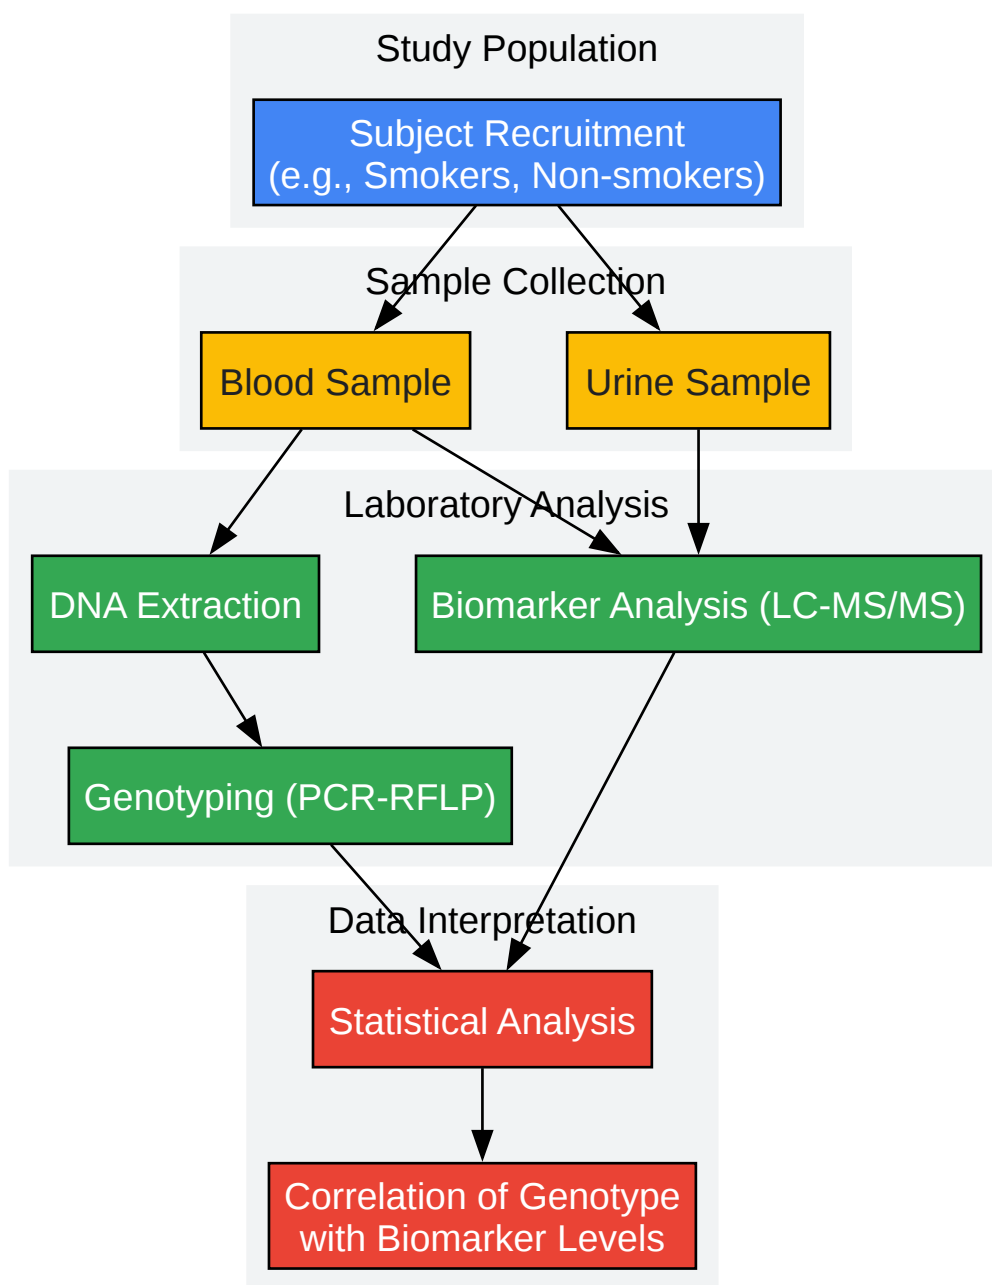 Study Population
Subject Recruitment
(e.g., Smokers, Non-smokers)
Sample Collection
Blood Sample
Urine Sample
Laboratory Analysis
DNA Extraction
Biomarker Analysis (LC-MS/MS)
Genotyping (PCR-RFLP)
Data Interpretation
Statistical Analysis
Correlation of Genotype
with Biomarker Levels